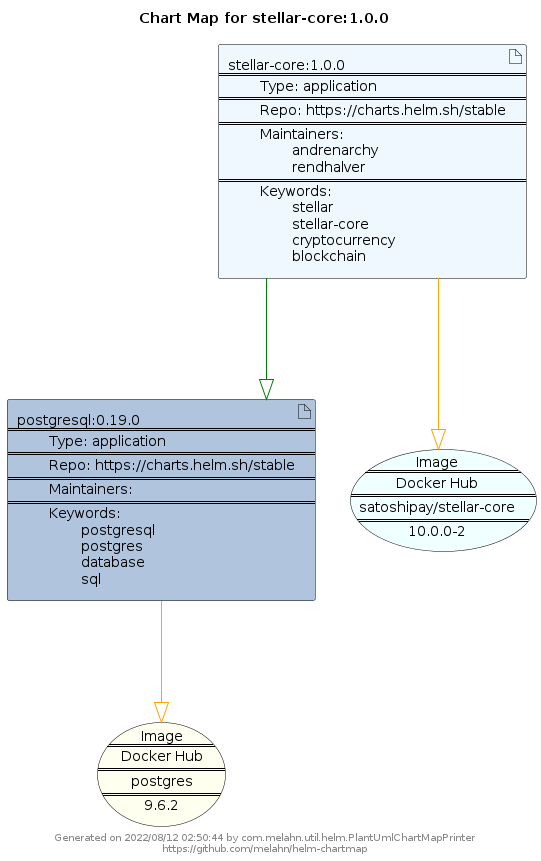 Chart Map for stellar-core:1.0.0
stellar-core:1.0.0
Type: application
Repo: https://charts.helm.sh/stable
Maintainers:
andrenarchy
rendhalver
Keywords:
stellar
stellar-core
cryptocurrency
blockchain
postgresql:0.19.0
Type: application
Repo: https://charts.helm.sh/stable
Maintainers:
Keywords:
postgresql
postgres
database
sql
Image
Docker Hub
satoshipay/stellar-core
10.0.0-2
Image
Docker Hub
postgres
9.6.2
Generated on 2022/08/12 02:50:44 by com.melahn.util.helm.PlantUmlChartMapPrinter
https://github.com/melahn/helm-chartmap